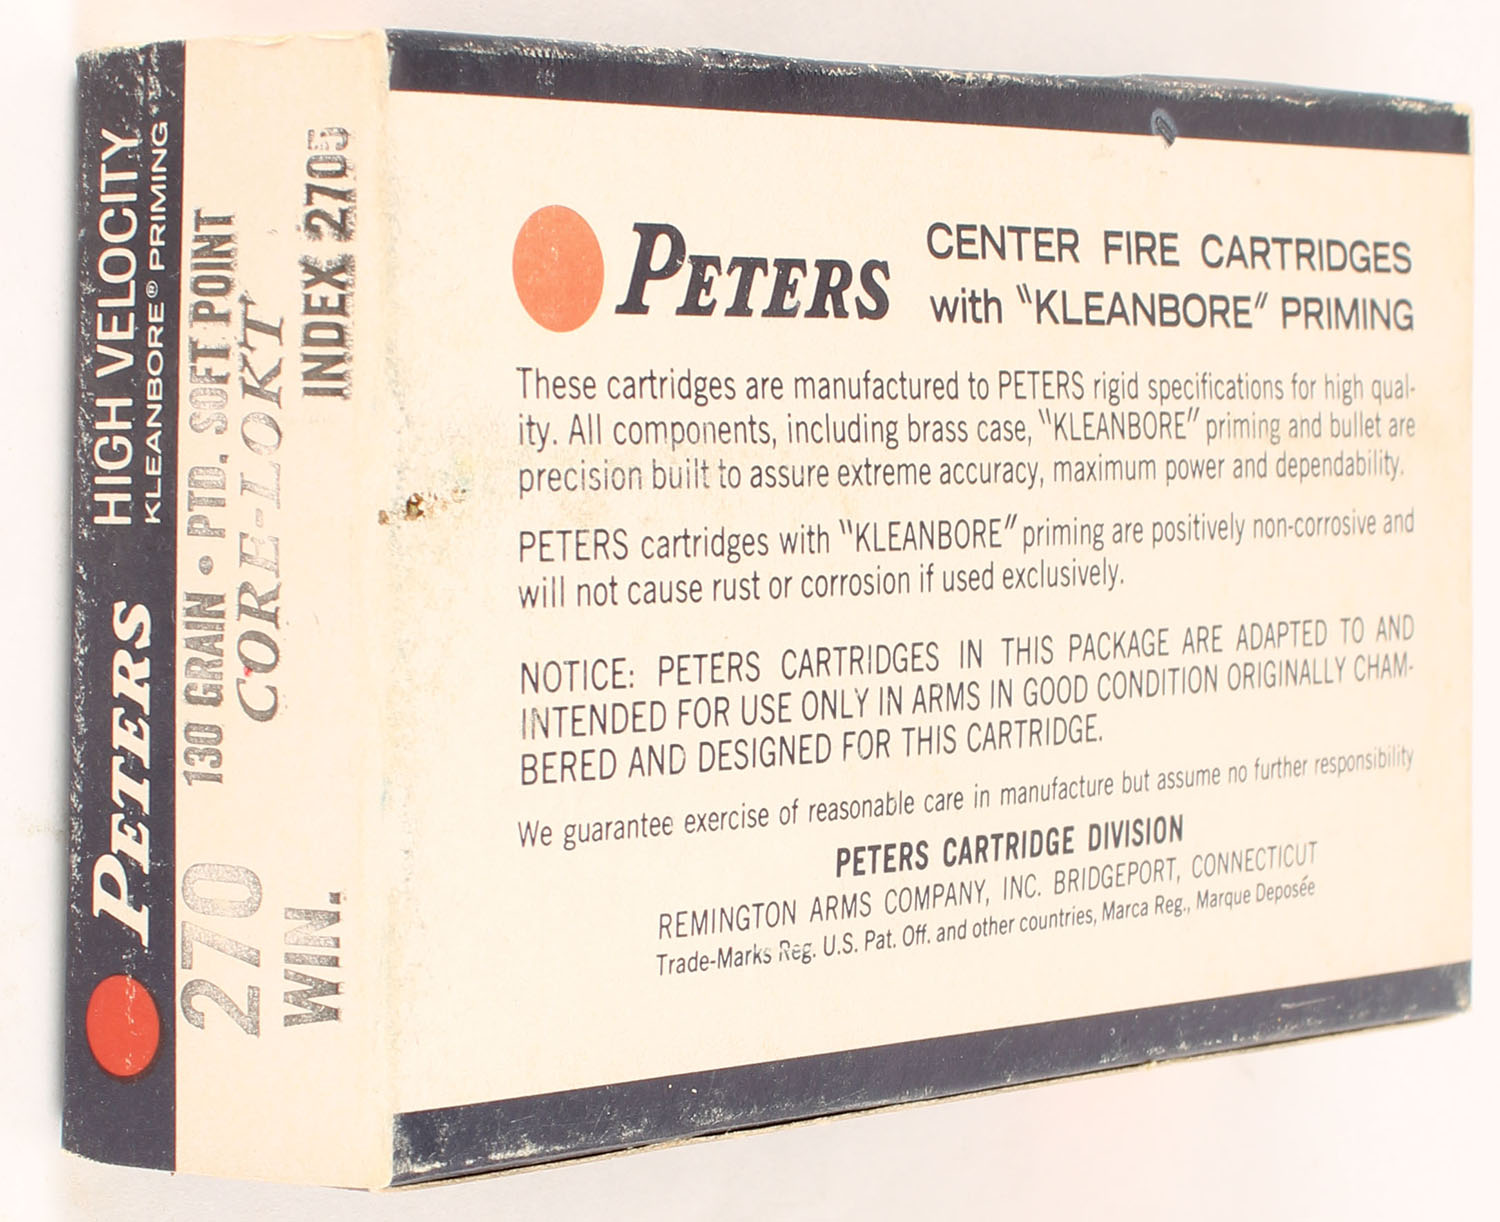 PETERS HIGH VELOCITY
KLEANBORE® PRIMING
270
WIN.
130 GRAIN • PTD. SOFT POINT
CORE-LOKT
INDEX 2705
PETERS
CENTER FIRE CARTRIDGES
with "KLEANBORE" PRIMING
These cartridges are manufactured to PETERS rigid specifications for high qual-
ity. All components, including brass case, "KLEANBORE" priming and bullet are
precision built to assure extreme accuracy, maximum power and dependability.
PETERS cartridges with "KLEANBORE" priming are positively non-corrosive and
will not cause rust or corrosion if used exclusively.
NOTICE: PETERS CARTRIDGES IN THIS PACKAGE ARE ADAPTED TO AND
INTENDED FOR USE ONLY IN ARMS IN GOOD CONDITION ORIGINALLY CHAM-
BERED AND DESIGNED FOR THIS CARTRIDGE.
We guarantee exercise of reasonable care in manufacture but assume no further responsibility
PETERS CARTRIDGE DIVISION
REMINGTON ARMS COMPANY, INC. BRIDGEPORT, CONNECTICUT
Trade-Marks Reg. U.S. Pat. Off. and other countries, Marca Reg., Marque Deposée